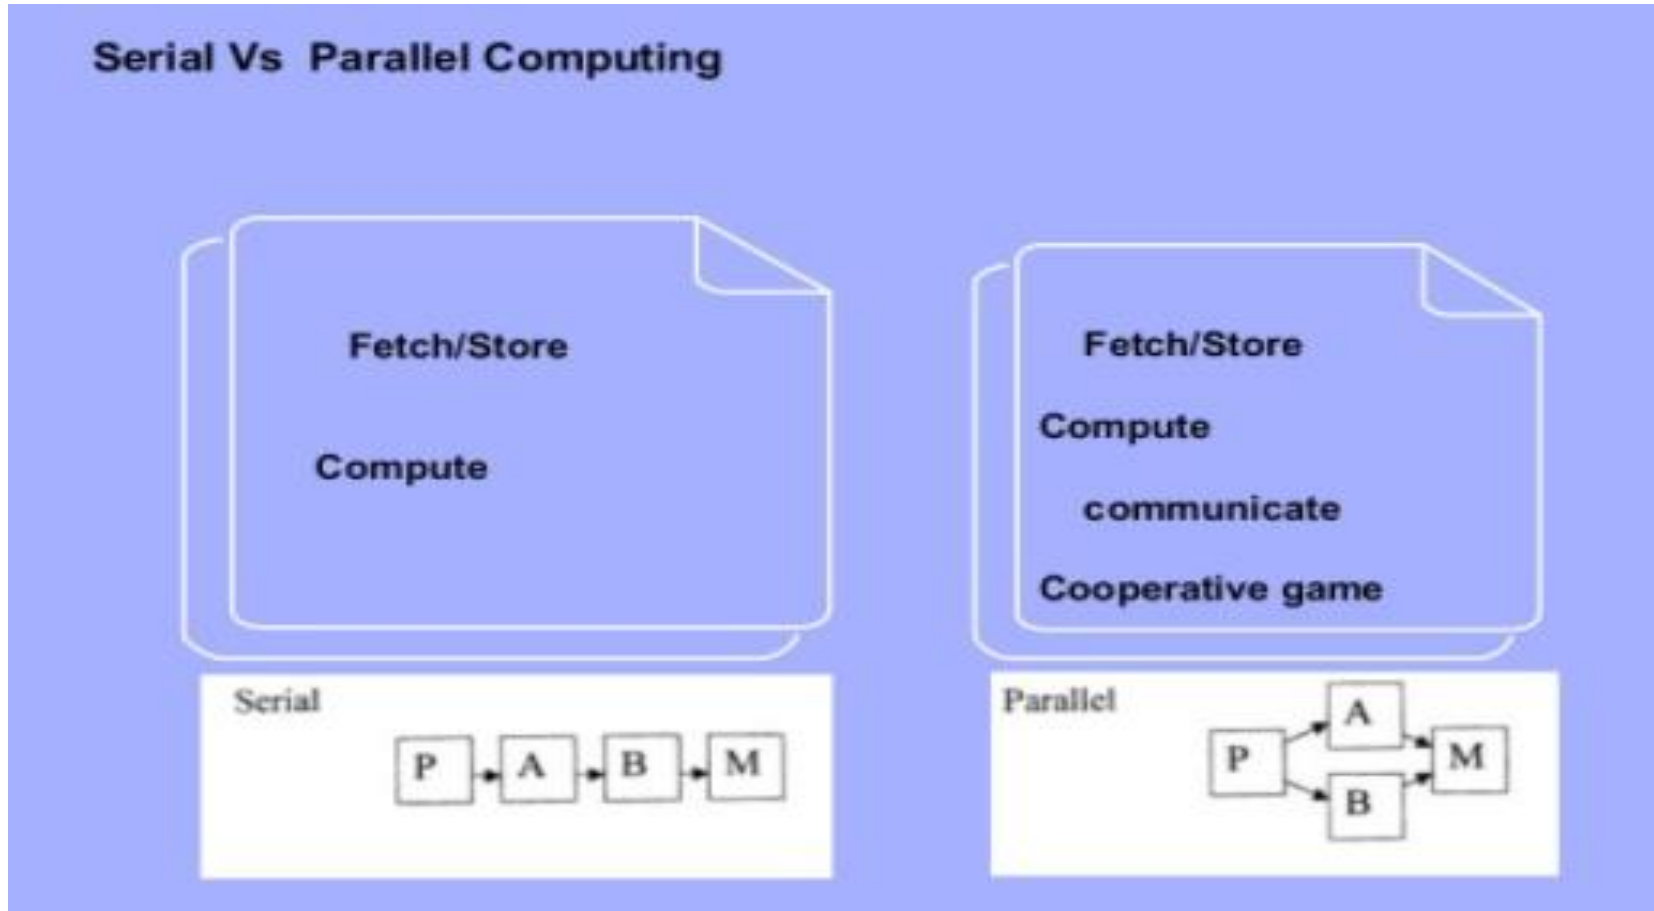 Serial Vs Parallel Computing
Fetch/Store
Compute
Fetch/Store
Compute
communicate
Cooperative game
Serial
P A B M
Parallel
A
P M
B